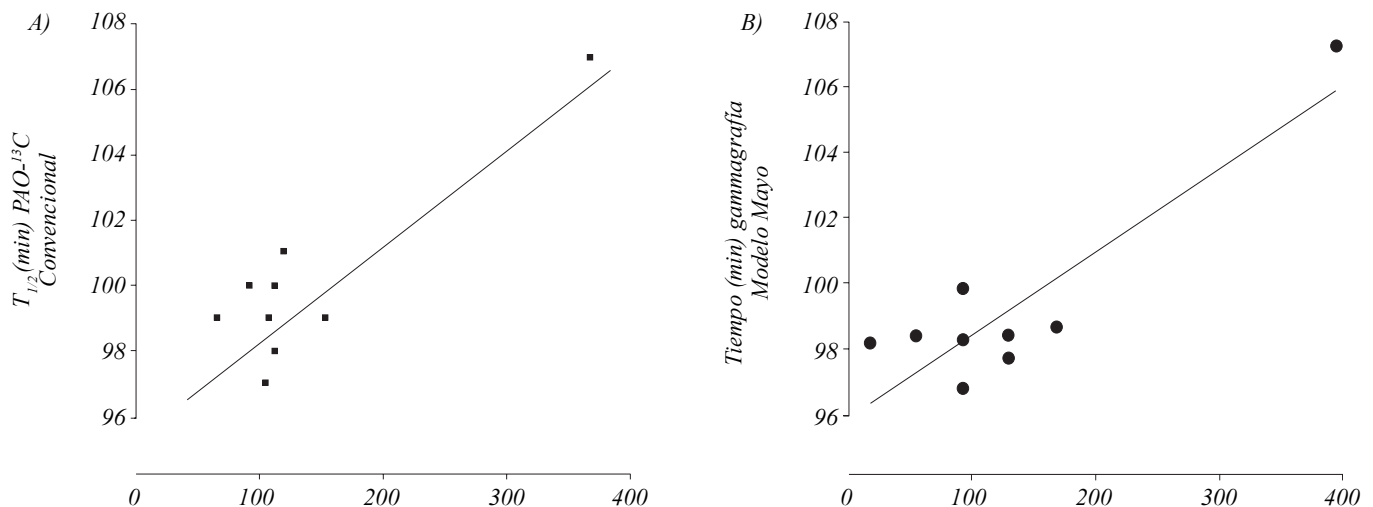 A)
T1/2 (min) PAO-13C
Convencional
108
106
104
102
100
98
96
0 100 200 300 400
B)
Tiempo (min) gammagrafía
Modelo Mayo
108
106
104
102
100
98
96
0 100 200 300 400